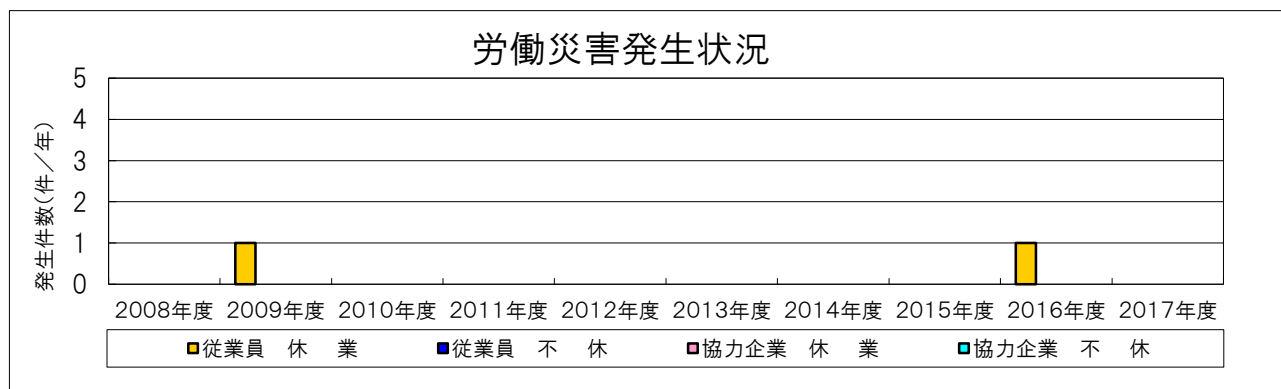 労働災害発生状況
発生件数(件／年)
5
4
3
2
1
0
2008年度 2009年度 2010年度 2011年度 2012年度 2013年度 2014年度 2015年度 2016年度 2017年度
従業員　休　業 従業員　不　休 協力企業　休　業 協力企業　不　休